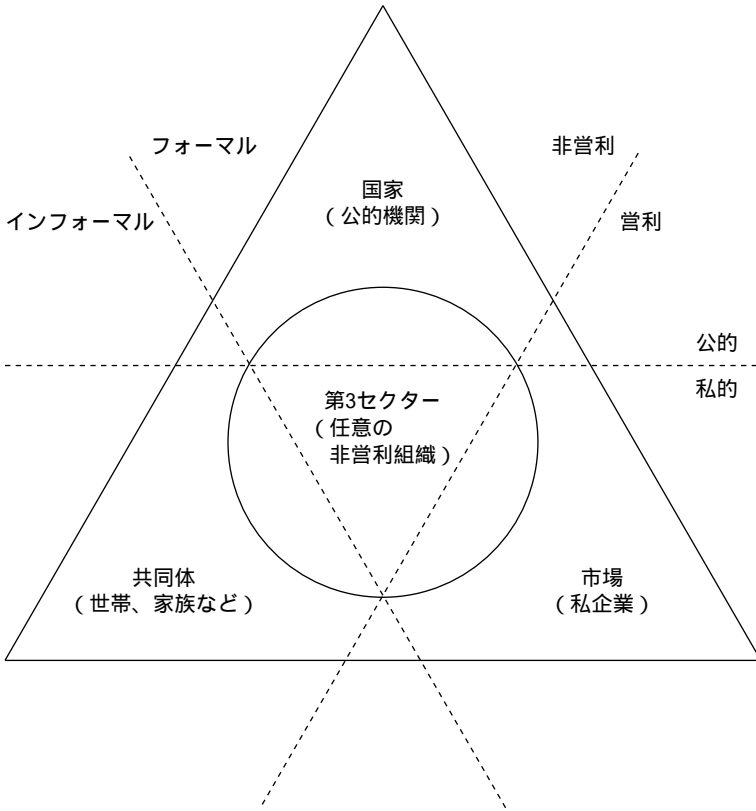 フォーマル
非営利
国家
（公的機関）
インフォーマル
営利
公的
私的
第3セクター
（任意の
非営利組織）
共同体
（世帯、家族など）
市場
（私企業）